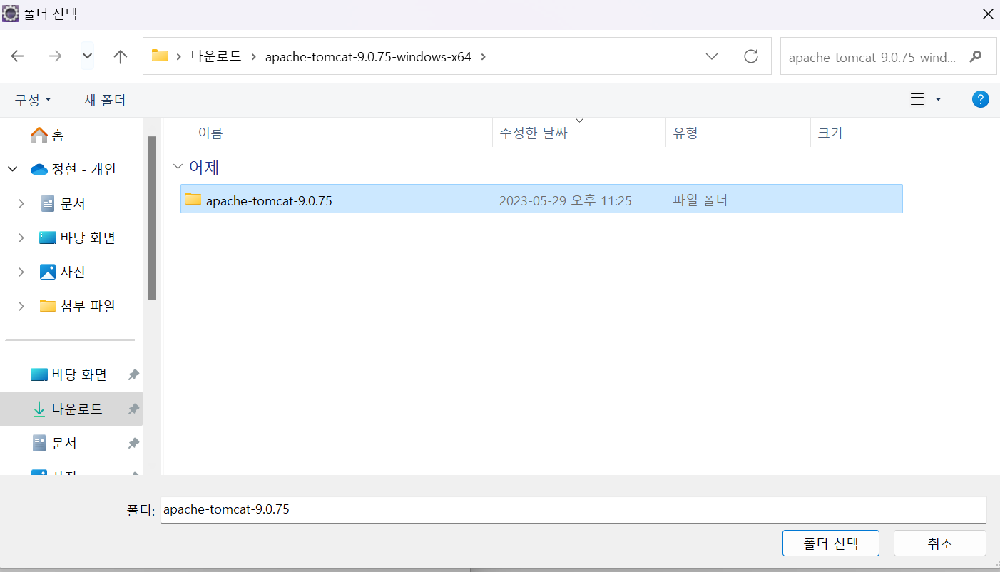 폴더 선택
다운로드 › apache-tomcat-9.0.75-windows-x64 ›
apache-tomcat-9.0.75-wind...
구성
새 폴더
?
홈
정현 - 개인
문서
바탕 화면
사진
첨부 파일
바탕 화면
다운로드
문서
사진
이름 수정한 날짜 유형 크기
어제
apache-tomcat-9.0.75 2023-05-29 오후 11:25 파일 폴더
폴더: apache-tomcat-9.0.75
폴더 선택 취소